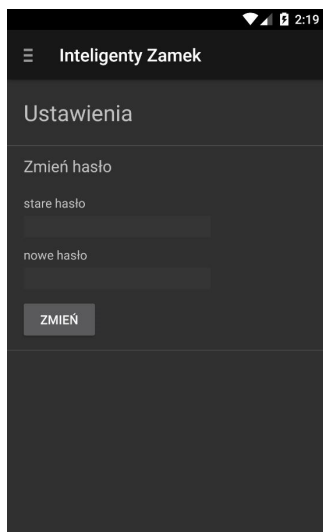 2:19
Inteligenty Zamek
Ustawienia
Zmień hasło
stare hasło
nowe hasło
ZMIEŃ